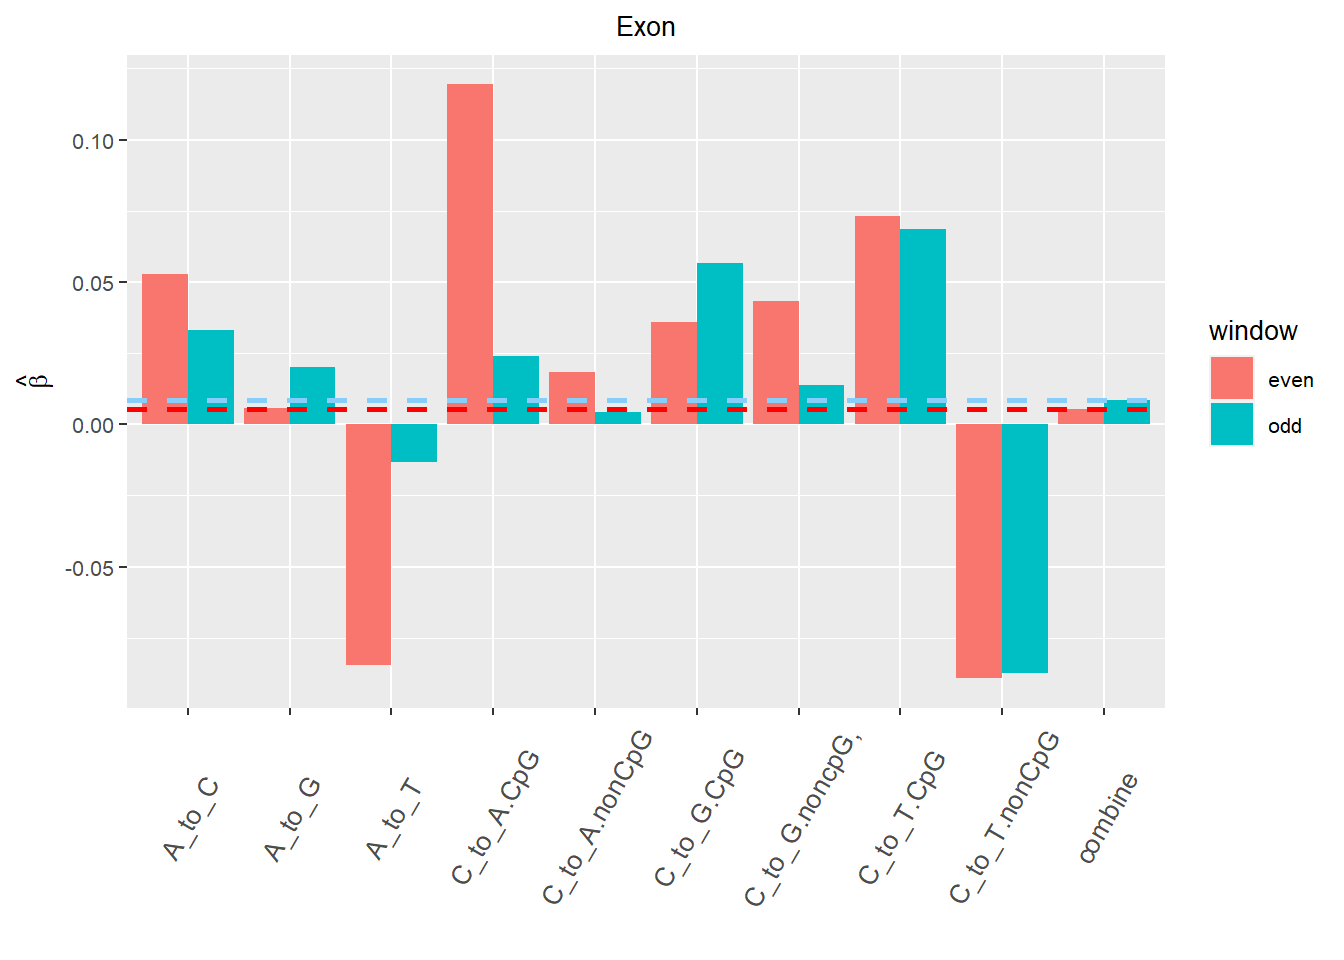 Exon
0.10
0.05
0.00
-0.05
β̂
A_to_C
A_to_G
A_to_T
C_to_A.CpG
C_to_A.nonCpG
C_to_G.CpG
C_to_G.noncpG,
C_to_T.CpG
C_to_T.nonCpG
combine
window
even
odd